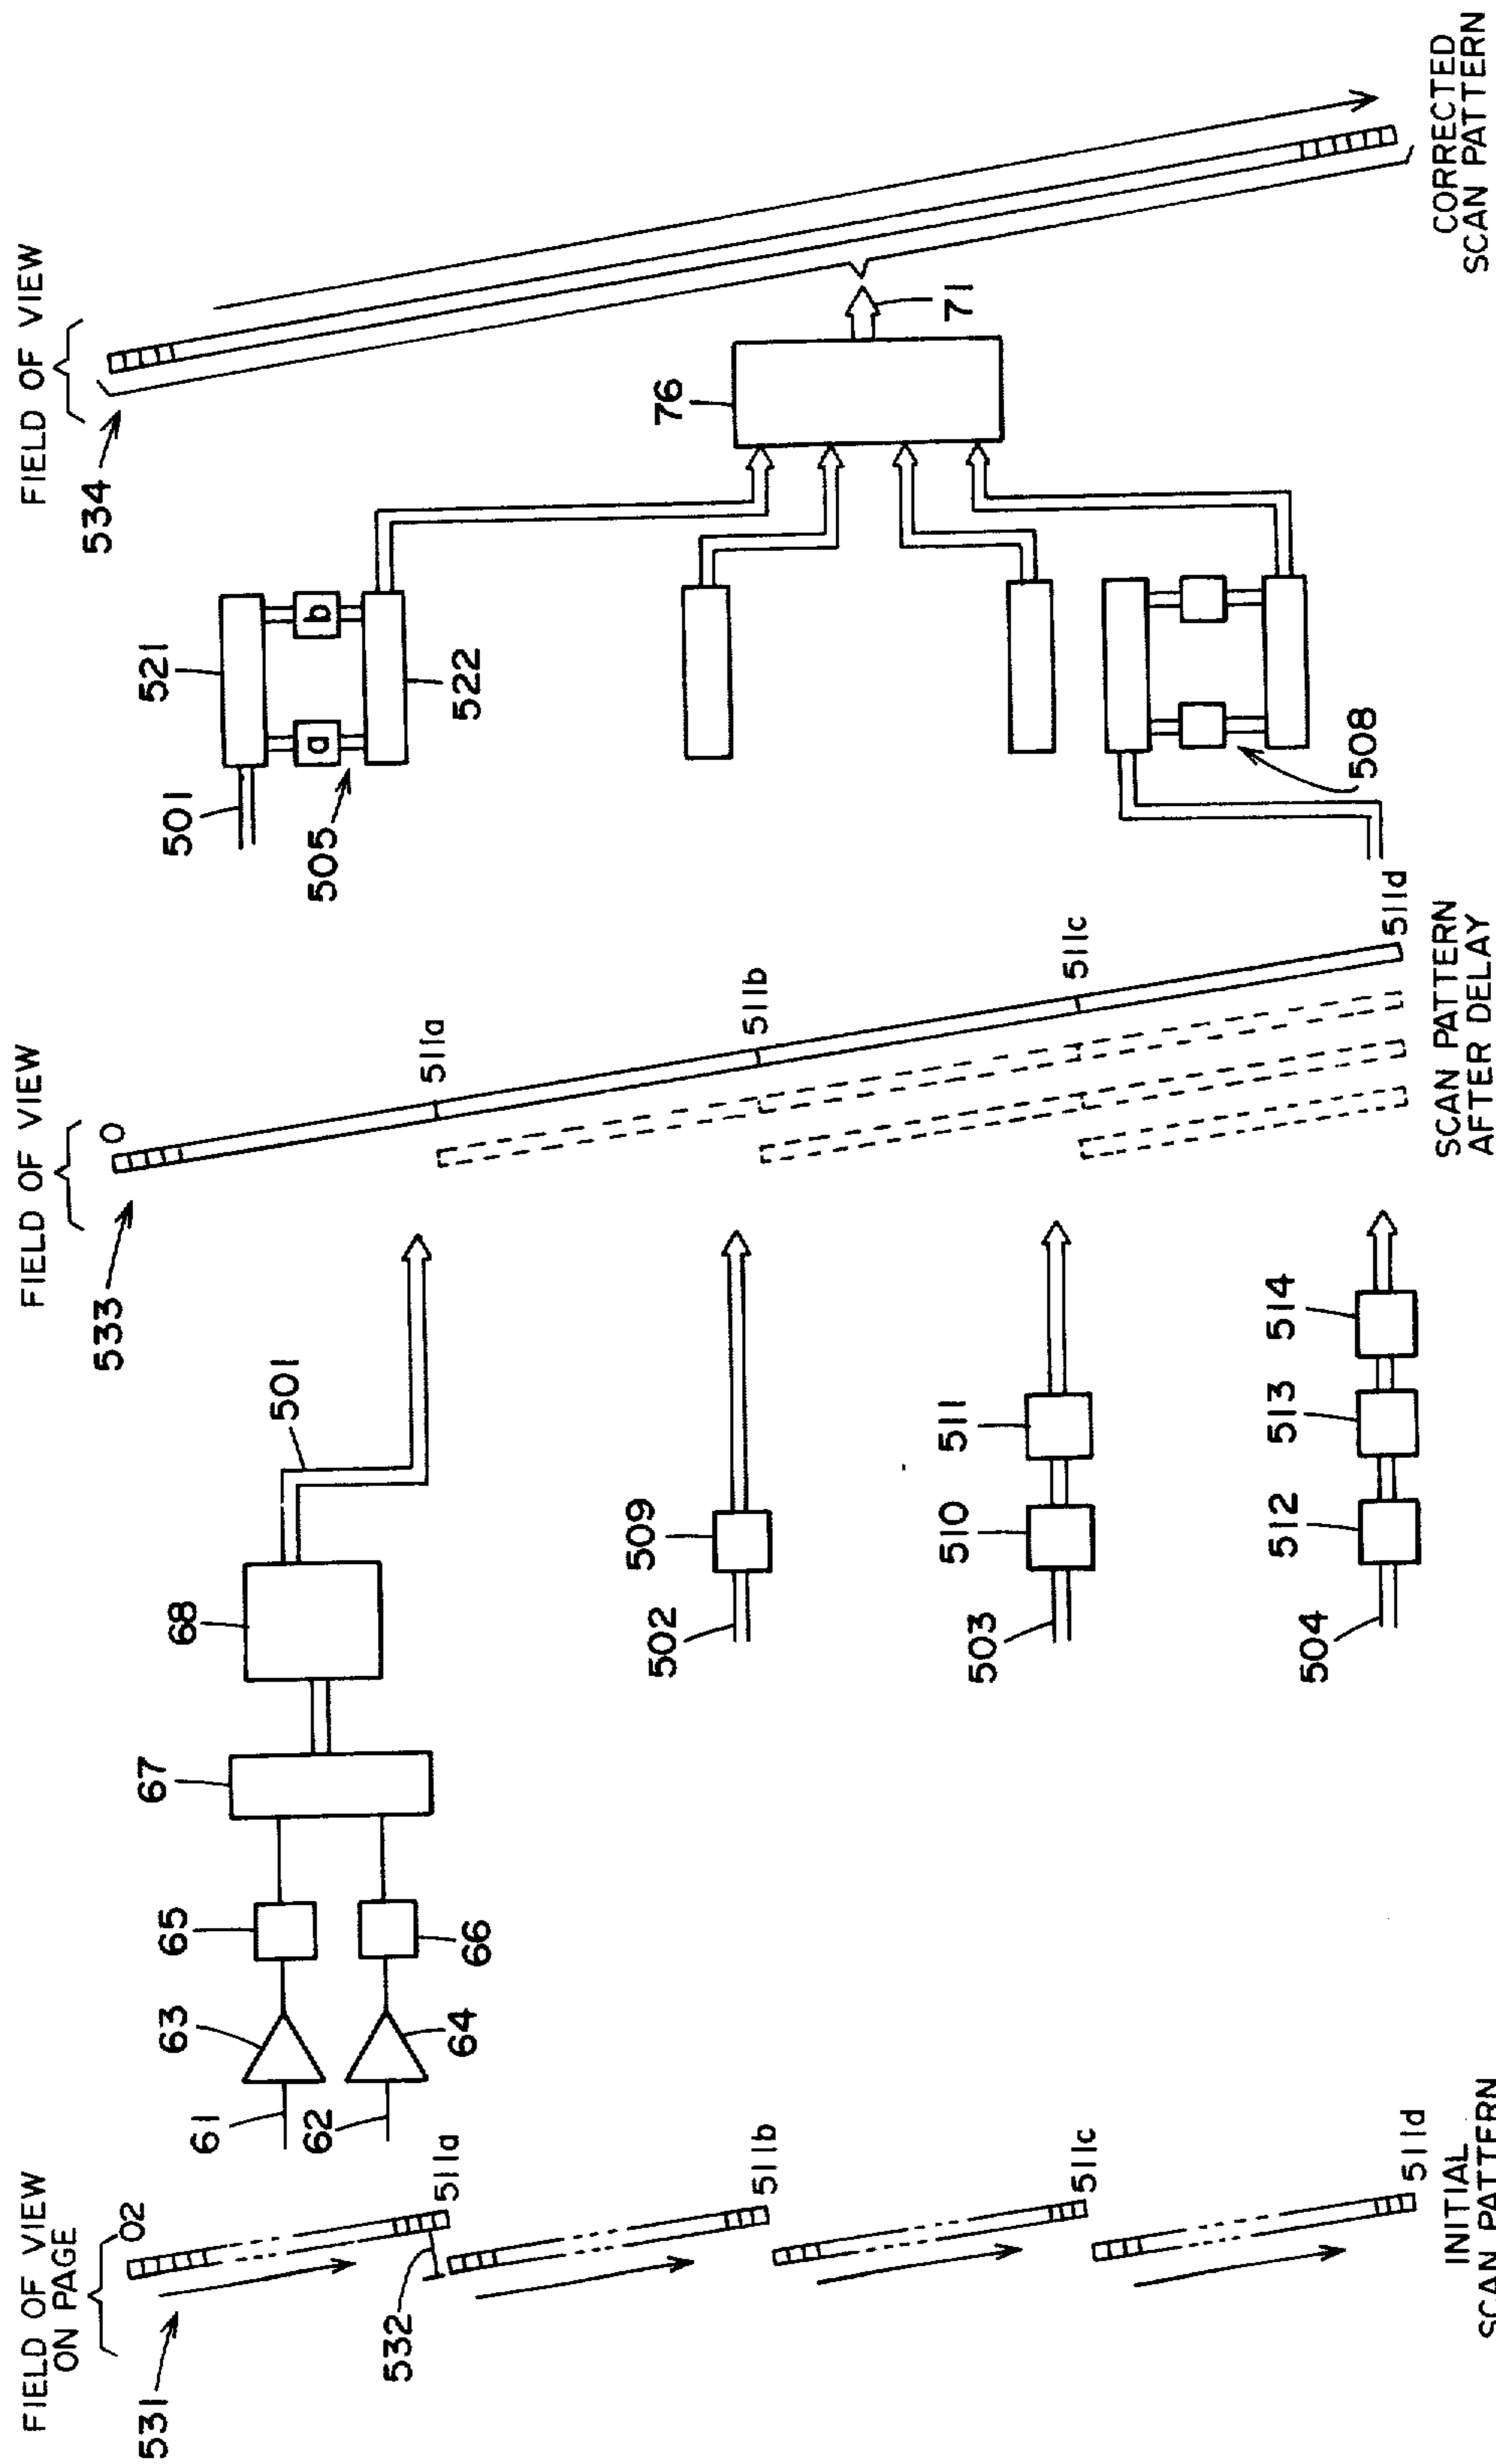 FIELD OF VIEW
ON PAGE
02
531
532
511a
511b
511c
511d
INITIAL
SCAN PATTERN
61
62
63
64
65
66
67
68
501
502
509
503
510
511
504
512
513
514
FIELD OF VIEW
533
0
511a
511b
511c
511d
SCAN PATTERN
AFTER DELAY
501
521
a
b
505
522
508
76
71
FIELD OF VIEW
534
CORRECTED
SCAN PATTERN